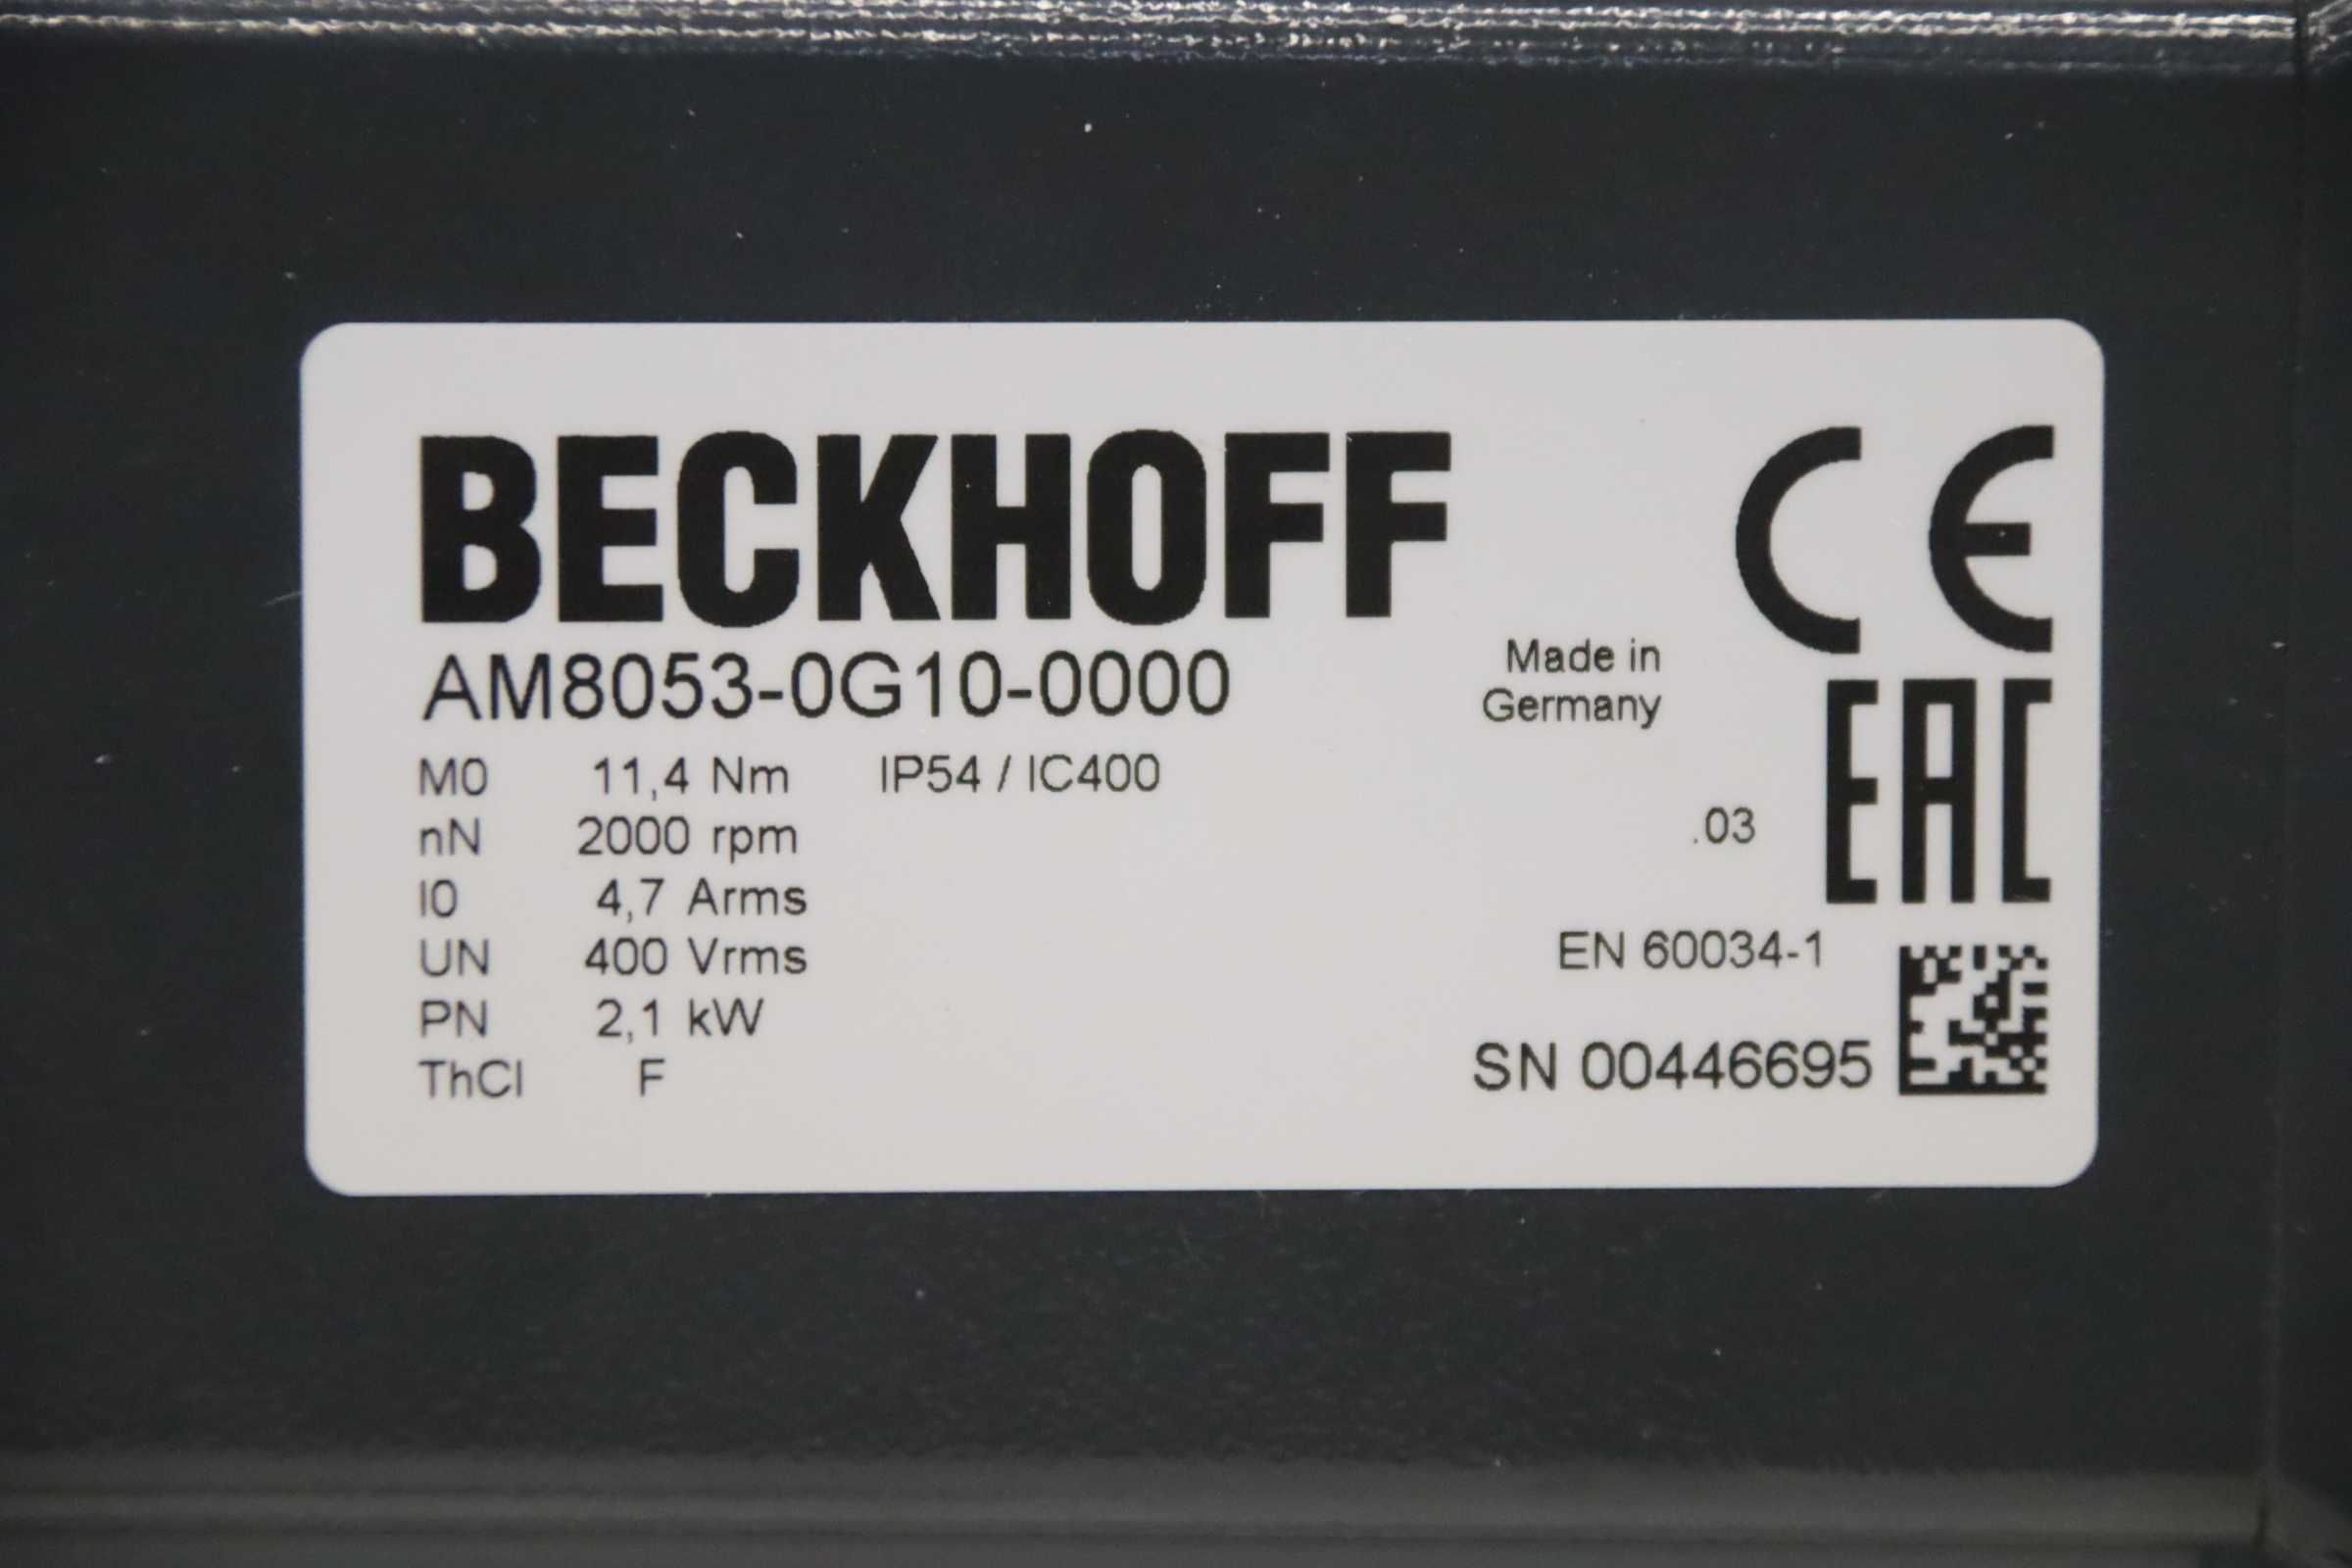 BECKHOFF
CE
AM8053-0G10-0000
Made in
Germany
EAC
M0 11,4 Nm IP54 / IC400
nN 2000 rpm .03
I0 4,7 Arms
UN 400 Vrms EN 60034-1
PN 2,1 kW
ThCl F SN 00446695